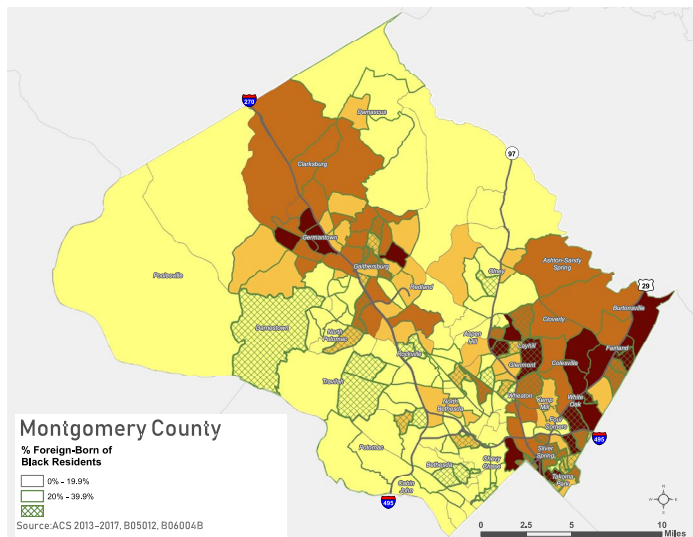 270
Damascus
97
Clarksburg
Germantown
Poolesville
Gaithersburg
Olney
Ashton-Sandy
Spring
29
Redland
Burtonsville
Darnestown
North
Potomac
Cloverly
Aspen
Hill
Rockville
Layhill
Fairland
Glenmont
Colesville
Travilah
Wheaton
Kemp
Mill
White
Oak
North
Bethesda
Four
Corners
495
Potomac
Silver
Spring
Chevy
Chase
Bethesda
Takoma
Park
Cabin
John
495
Montgomery County
% Foreign-Born of
Black Residents
0% - 19.9%
20% - 39.9%
Source:ACS 2013-2017, B05012, B06004B
N
W
E
S
0
2.5
5
10
Miles